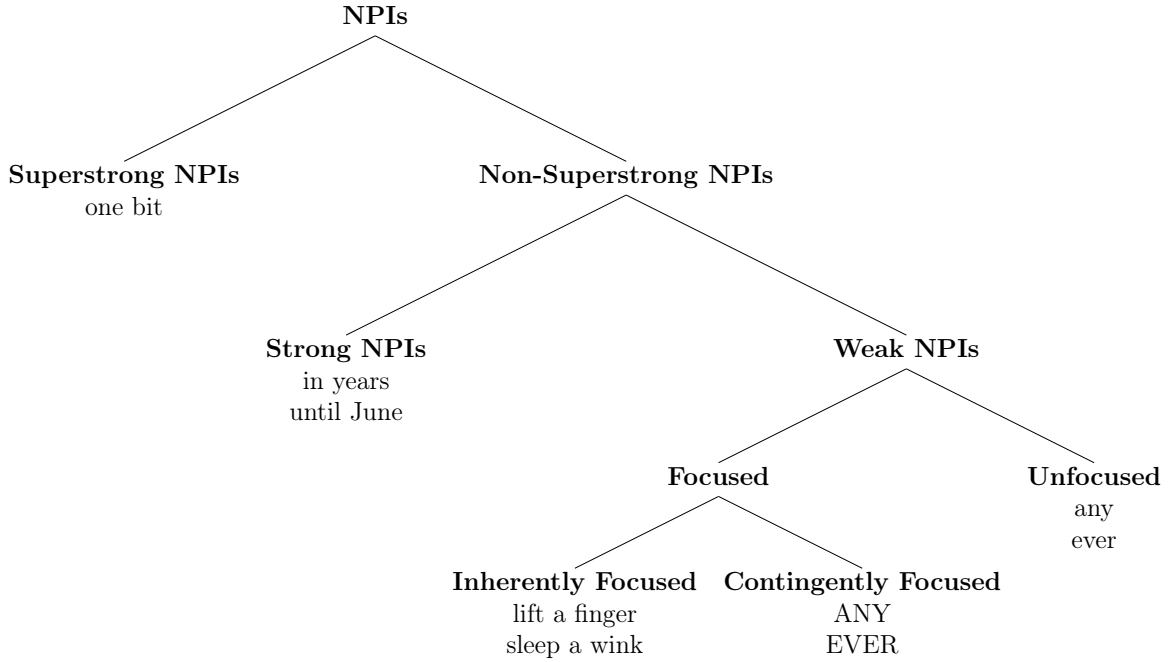 NPIs
Superstrong NPIs
one bit
Non-Superstrong NPIs
Strong NPIs
in years
until June
Weak NPIs
Focused
Unfocused
any
ever
Inherently Focused
lift a finger
sleep a wink
Contingently Focused
ANY
EVER